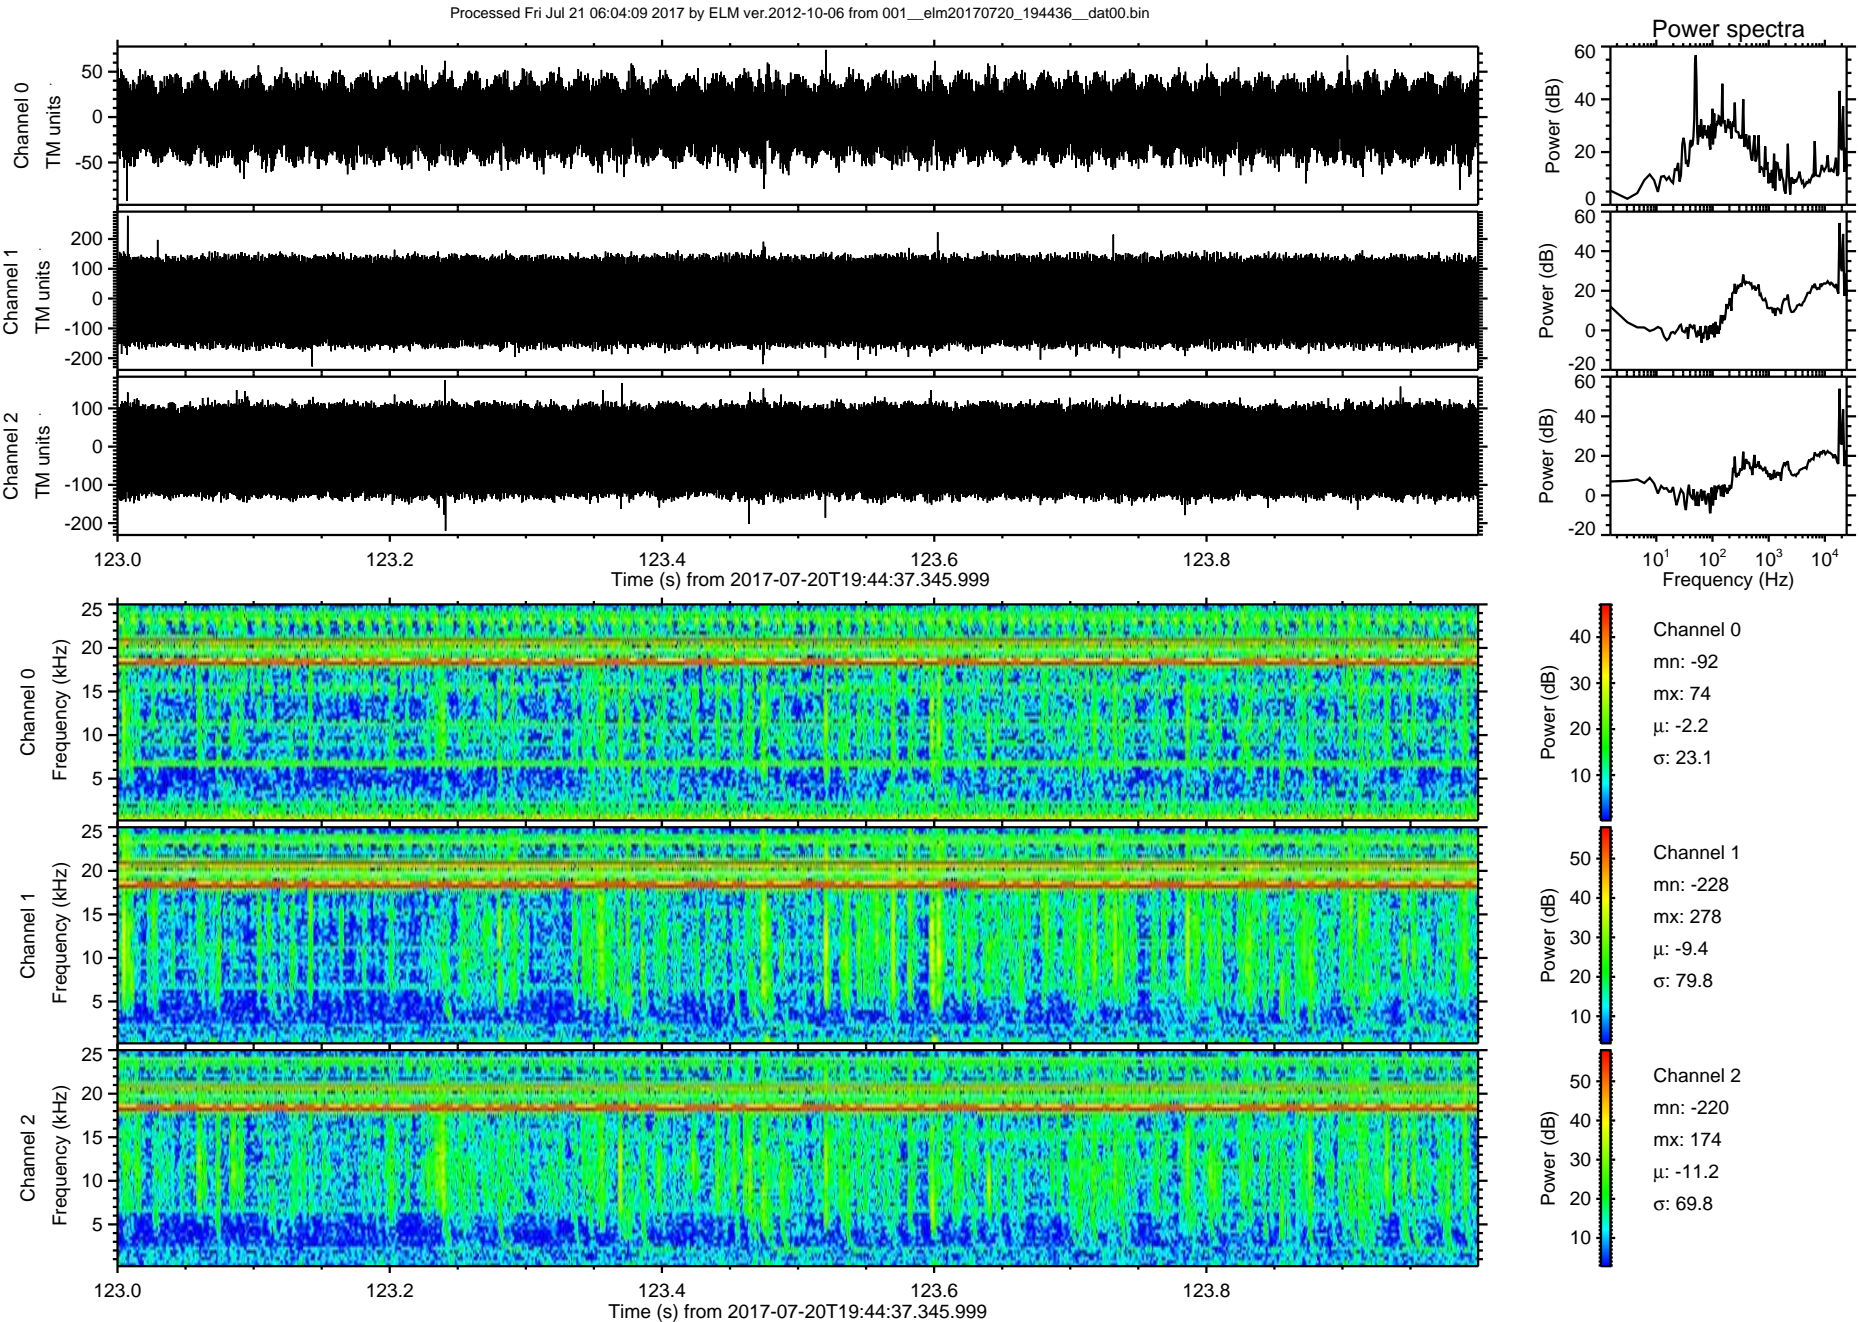 Processed Fri Jul 21 06:04:09 2017 by ELM ver.2012-10-06 from 001__elm20170720_194436__dat00.bin
Power spectra
Channel 0
TM units
50
0
-50
Power (dB)
60
40
20
0
Channel 1
TM units
200
100
0
-100
-200
Power (dB)
60
40
20
0
-20
Channel 2
TM units
100
0
-100
-200
Power (dB)
60
40
20
0
-20
123.0 123.2 123.4 123.6 123.8
Time (s) from 2017-07-20T19:44:37.345.999
10^1 10^2 10^3 10^4
Frequency (Hz)
Channel 0
Frequency (kHz)
25
20
15
10
5
Power (dB)
40
30
20
10
Channel 0
mn: -92
mx: 74
µ: -2.2
σ: 23.1
Channel 1
Frequency (kHz)
25
20
15
10
5
Power (dB)
50
40
30
20
10
Channel 1
mn: -228
mx: 278
µ: -9.4
σ: 79.8
Channel 2
Frequency (kHz)
25
20
15
10
5
Power (dB)
50
40
30
20
10
Channel 2
mn: -220
mx: 174
µ: -11.2
σ: 69.8
123.0 123.2 123.4 123.6 123.8
Time (s) from 2017-07-20T19:44:37.345.999